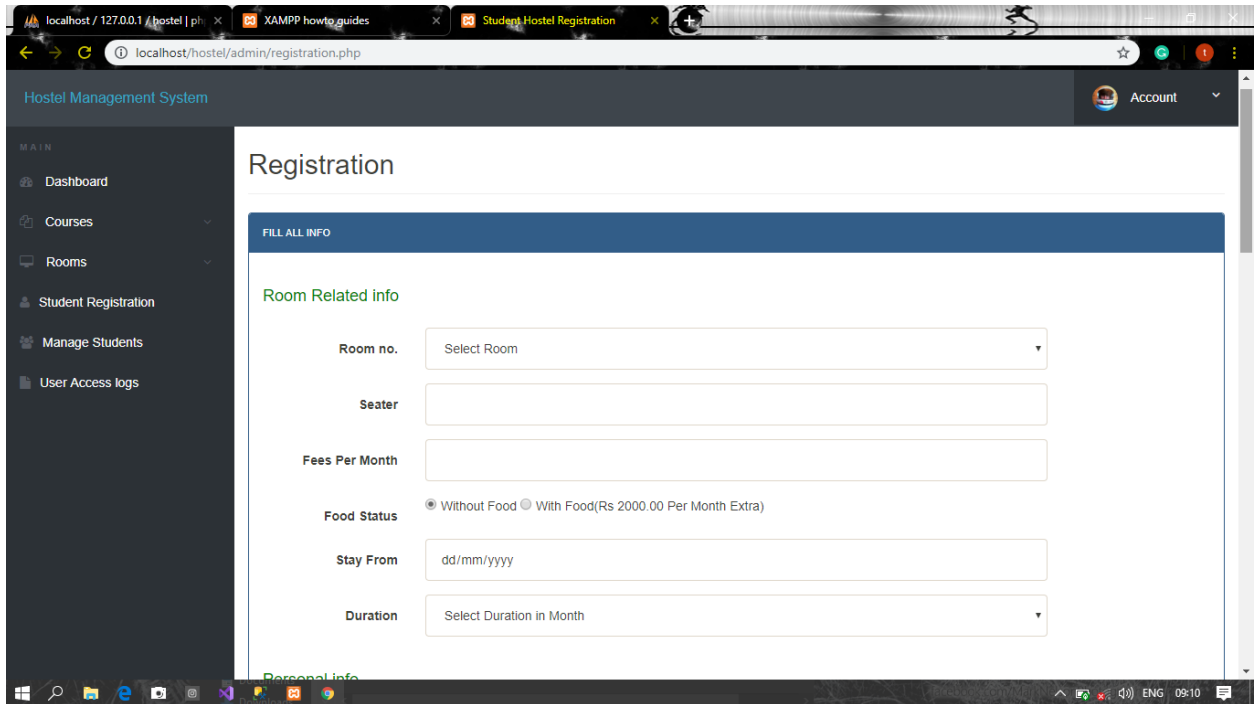 localhost / 127.0.0.1 / hostel | ph
XAMPP howto guides
Student Hostel Registration
localhost/hostel/admin/registration.php
Hostel Management System
Account
MAIN
Dashboard
Courses
Rooms
Student Registration
Manage Students
User Access logs
Registration
FILL ALL INFO
Room Related info
Room no.
Select Room
Seater
Fees Per Month
Food Status
Without Food With Food(Rs 2000.00 Per Month Extra)
Stay From
dd/mm/yyyy
Duration
Select Duration in Month
Personal info
ENG 09:10